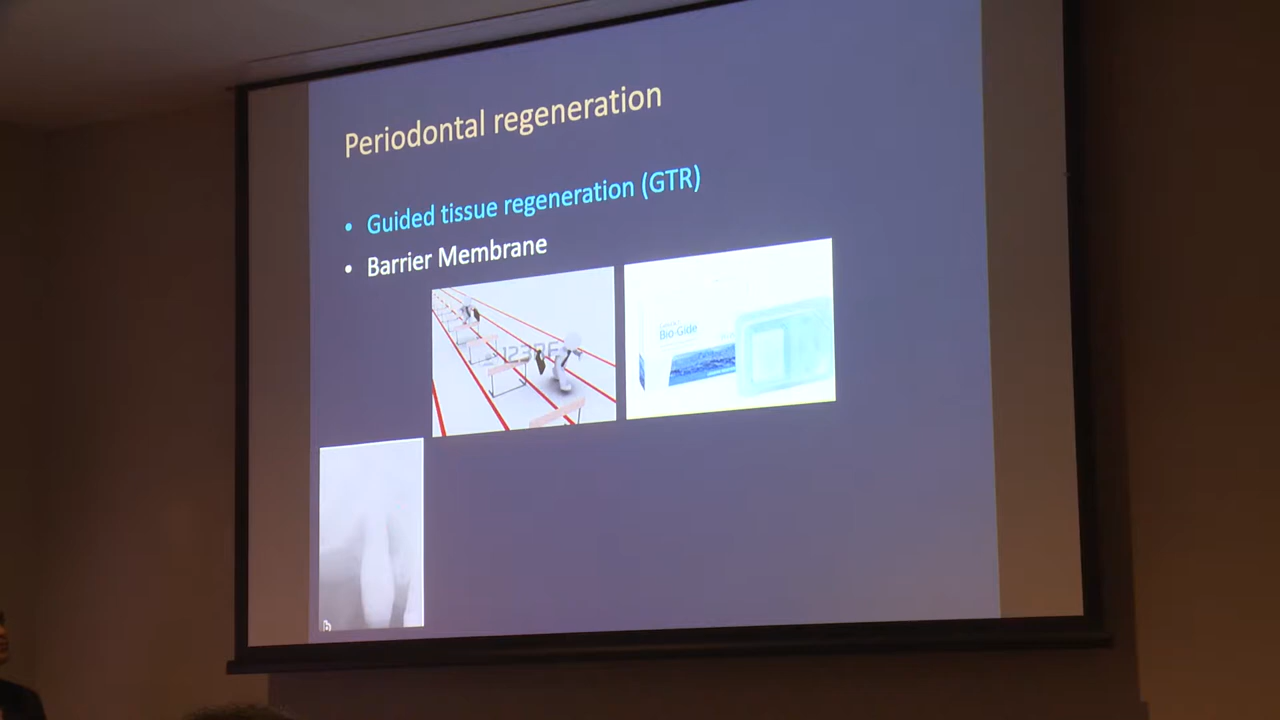 Periodontal regeneration
• Guided tissue regeneration (GTR)
• Barrier Membrane
123RF
Bio-Gide
b